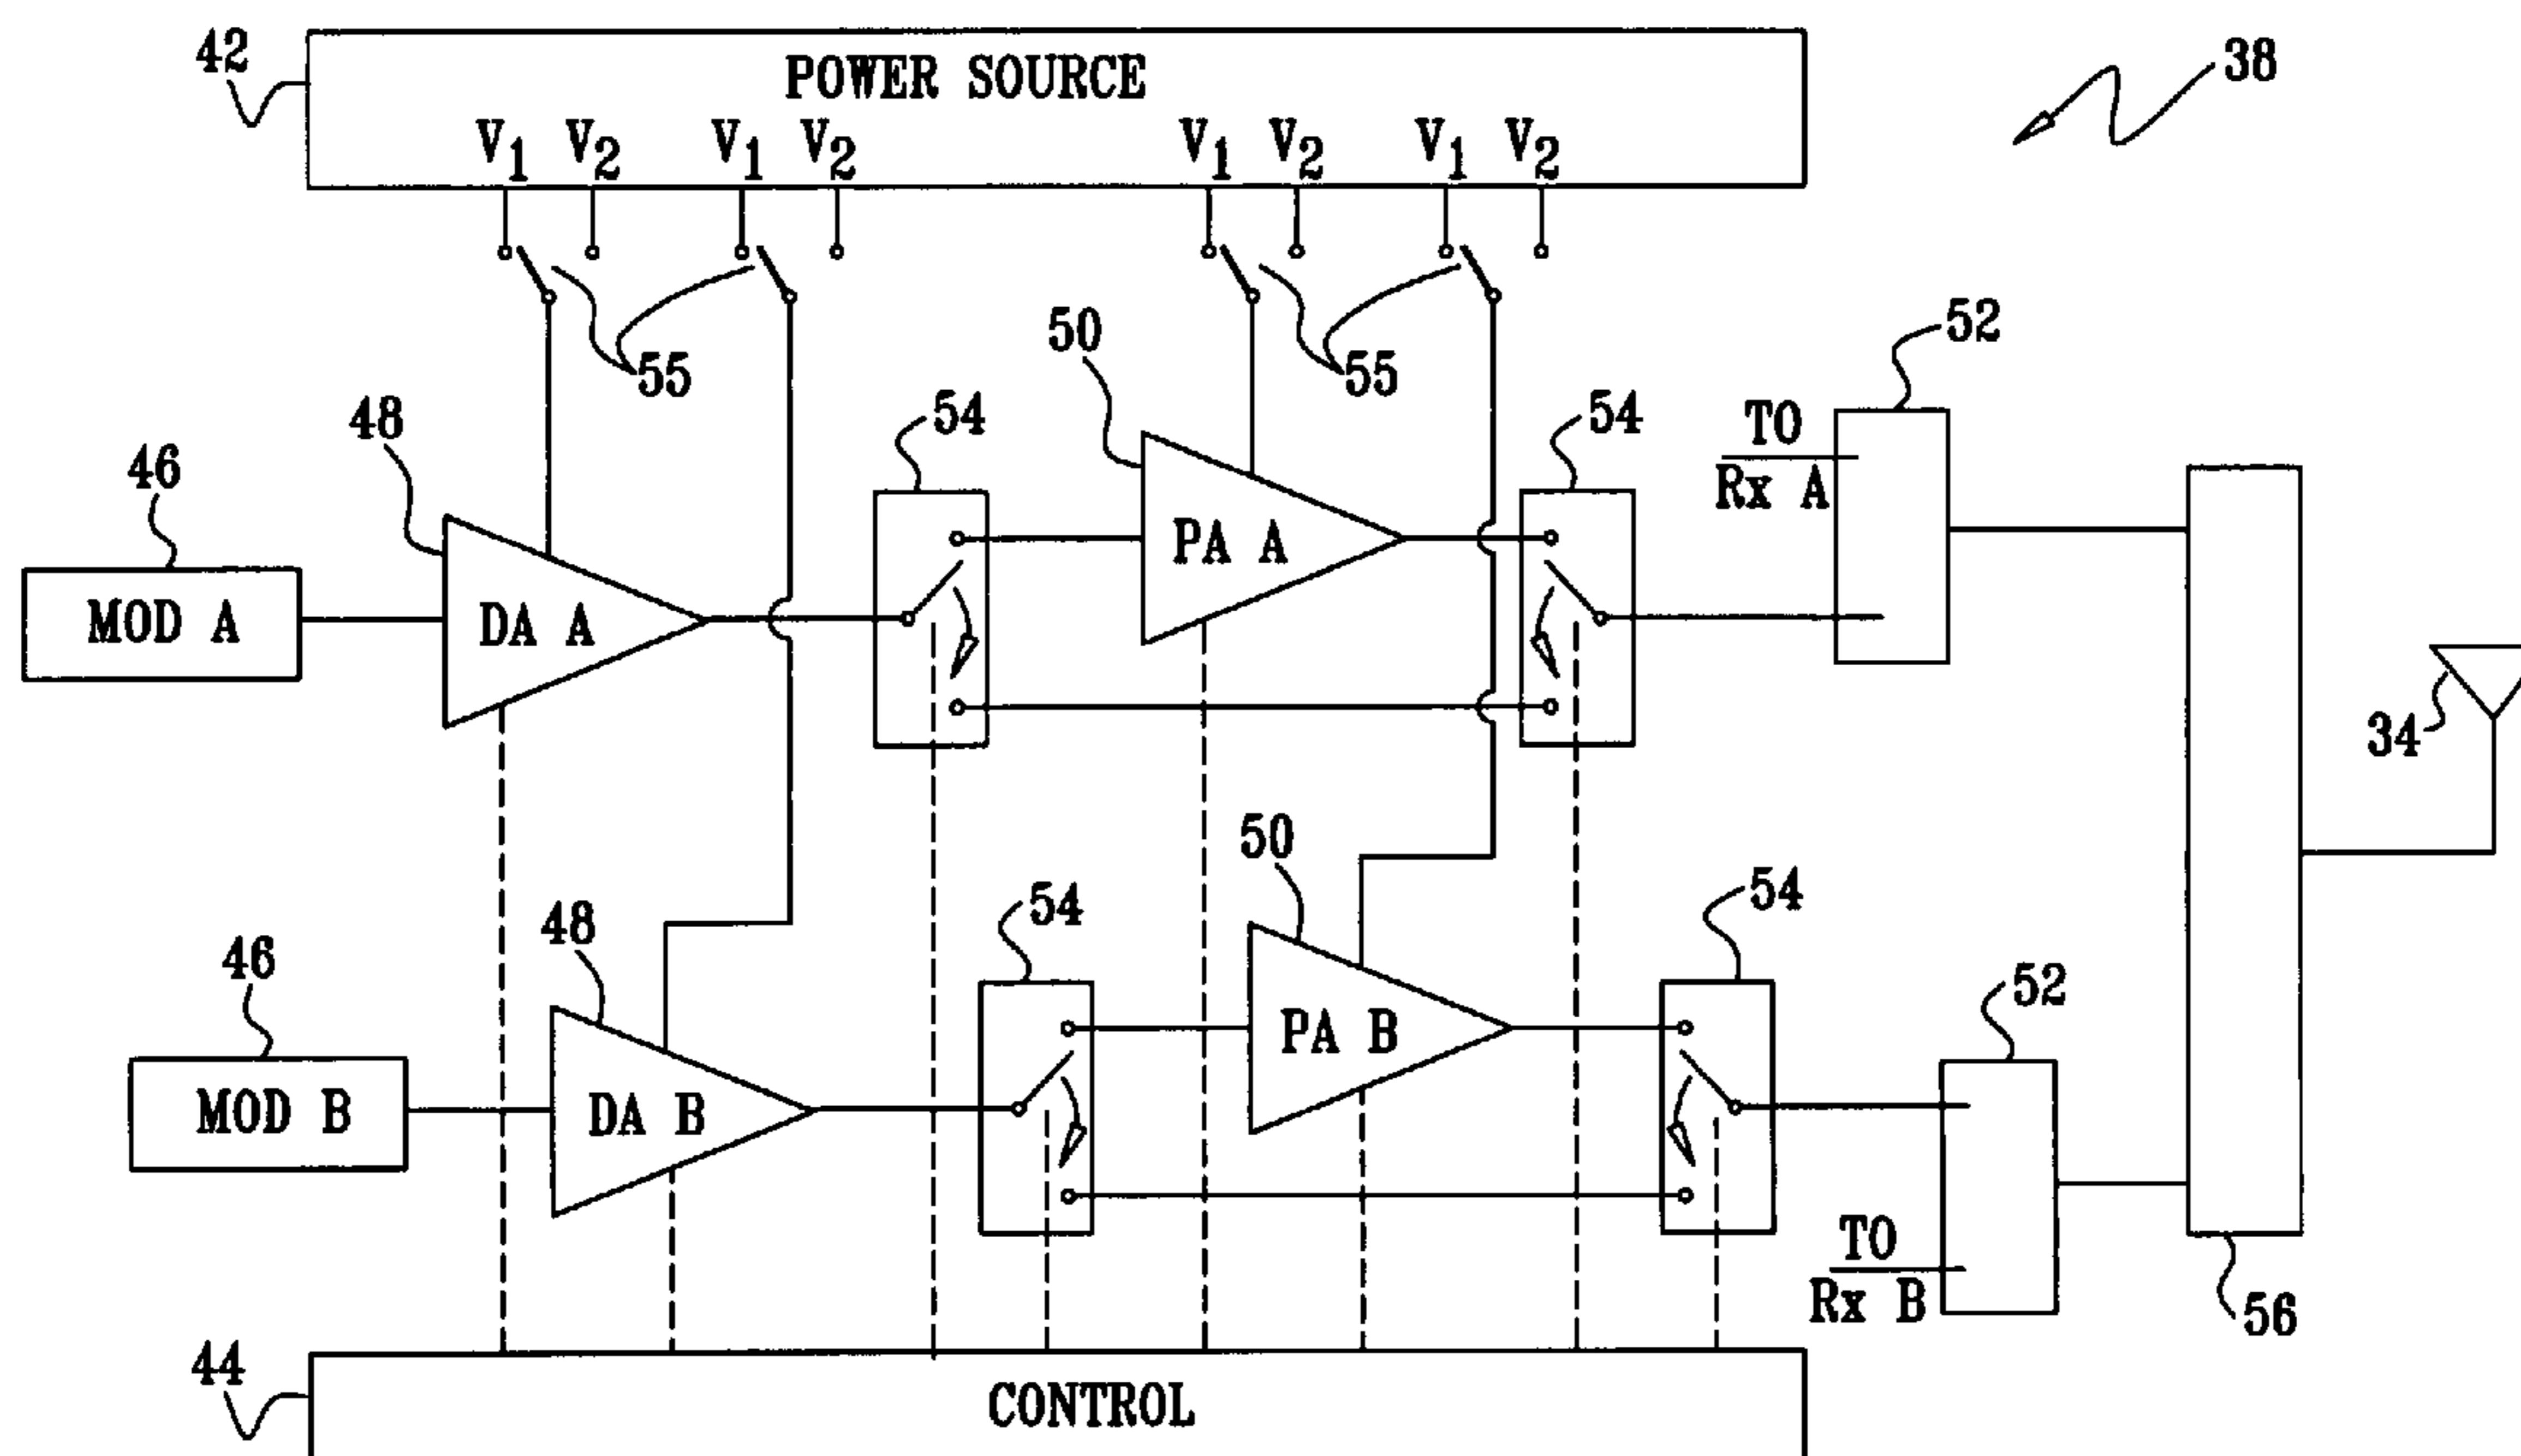 42
POWER SOURCE
38
V1 V2 V1 V2 V1 V2 V1 V2
55
55
50
52
48
54
54
TO
Rx A
46
PA A
MOD A
DA A
34
50
54
48
54
46
52
PA B
MOD B
DA B
TO
Rx B
56
44
CONTROL